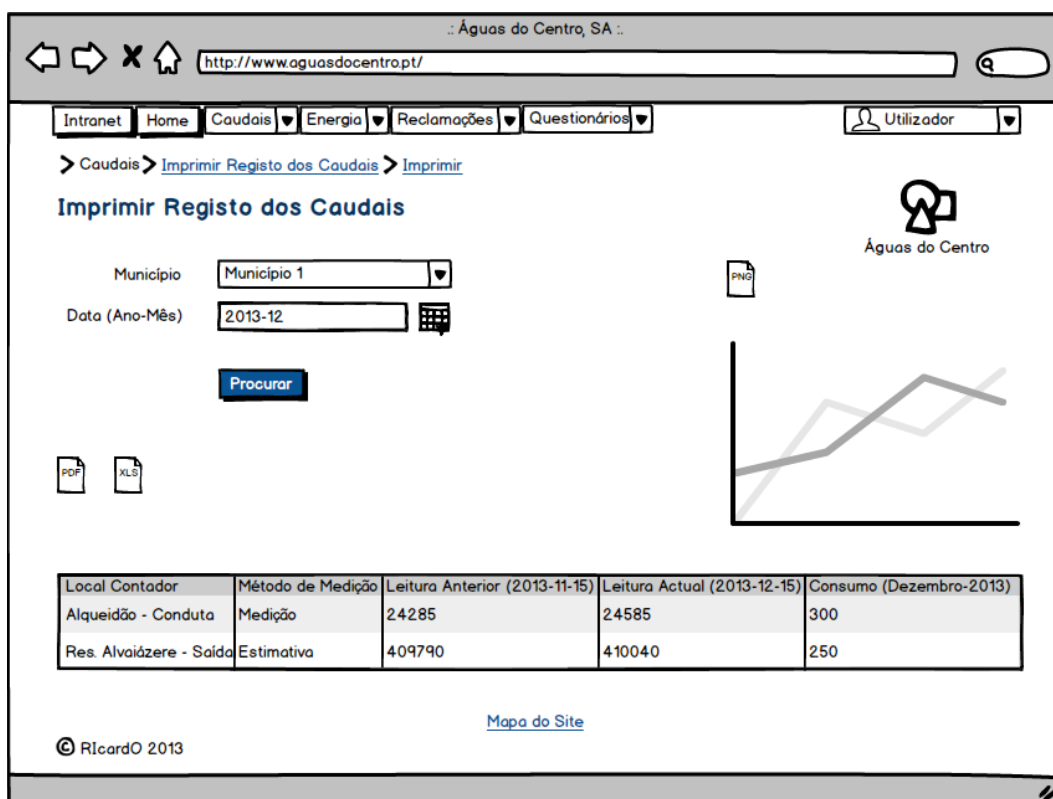 .: Águas do Centro, SA :.
http://www.aguasdocentro.pt/
Intranet Home Caudais Energia Reclamações Questionários Utilizador
Caudais Imprimir Registo dos Caudais Imprimir
Imprimir Registo dos Caudais
Águas do Centro
Município Município 1
PNG
Data (Ano-Mês) 2013-12
Procurar
PDF XLS
Local Contador Método de Medição Leitura Anterior (2013-11-15) Leitura Actual (2013-12-15) Consumo (Dezembro-2013)
Alqueidão - Conduta Medição 24285 24585 300
Res. Alvaiázere - Saída Estimativa 409790 410040 250
Mapa do Site
© RIcardO 2013